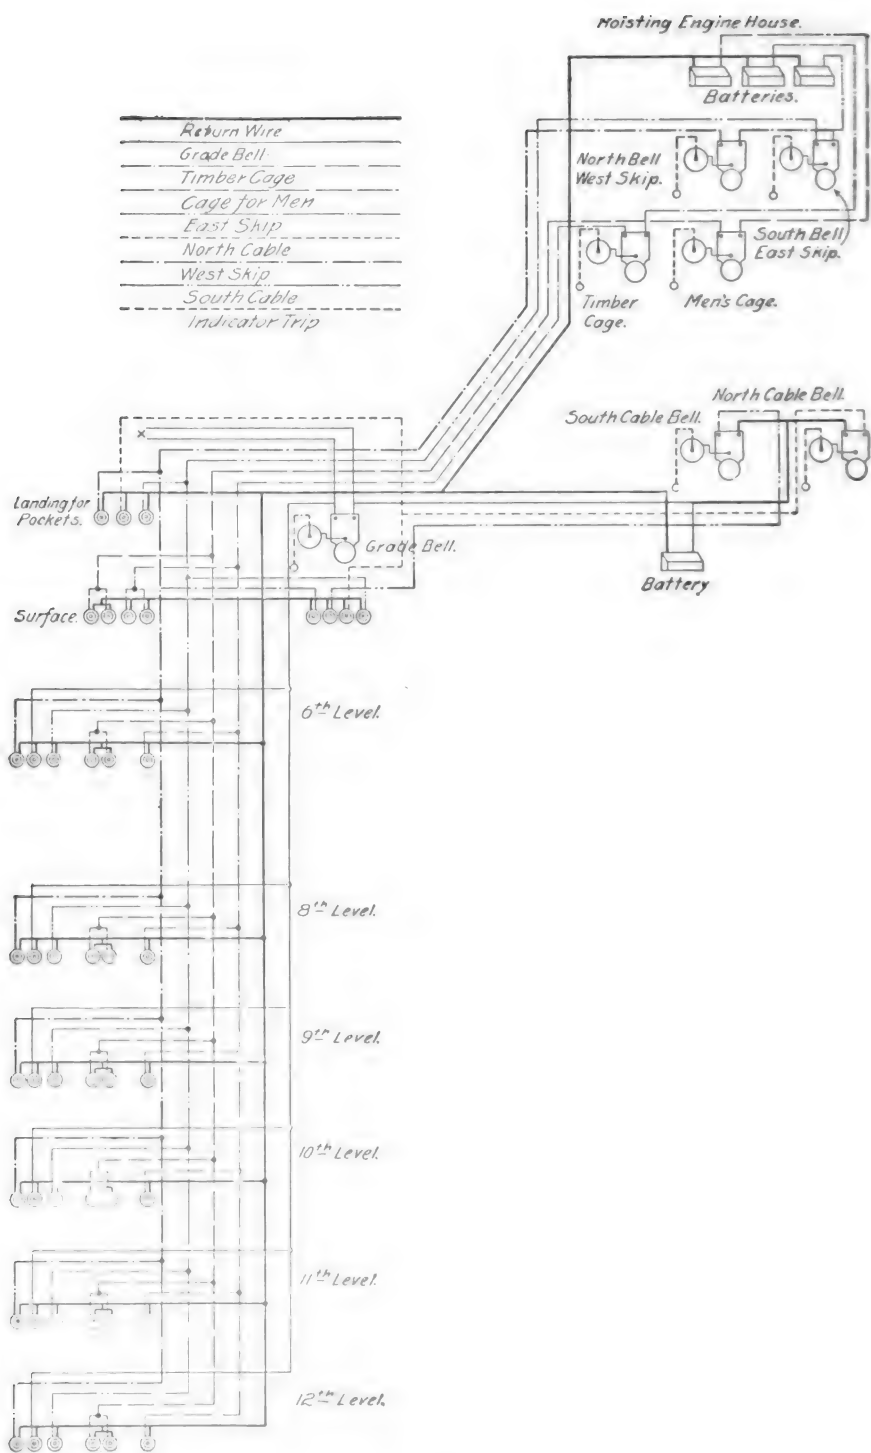 Hoisting Engine House.
Batteries.
Return Wire
Grade Bell
Timber Cage
Cage for Men
East Skip
North Cable
West Skip
South Cable
Indicator Trip
North Bell
West Skip.
South Bell
East Skip.
Timber
Cage.
Men's Cage.
North Cable Bell.
South Cable Bell.
Landing for
Pockets.
Grade Bell.
Battery
Surface.
6th Level.
8th Level.
9th Level.
10th Level.
11th Level.
12th Level.